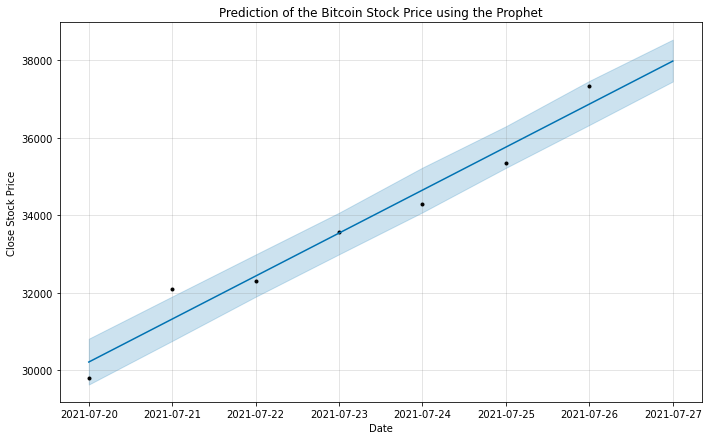 Prediction of the Bitcoin Stock Price using the Prophet
38000
36000
34000
32000
30000
Close Stock Price
2021-07-20 2021-07-21 2021-07-22 2021-07-23 2021-07-24 2021-07-25 2021-07-26 2021-07-27
Date